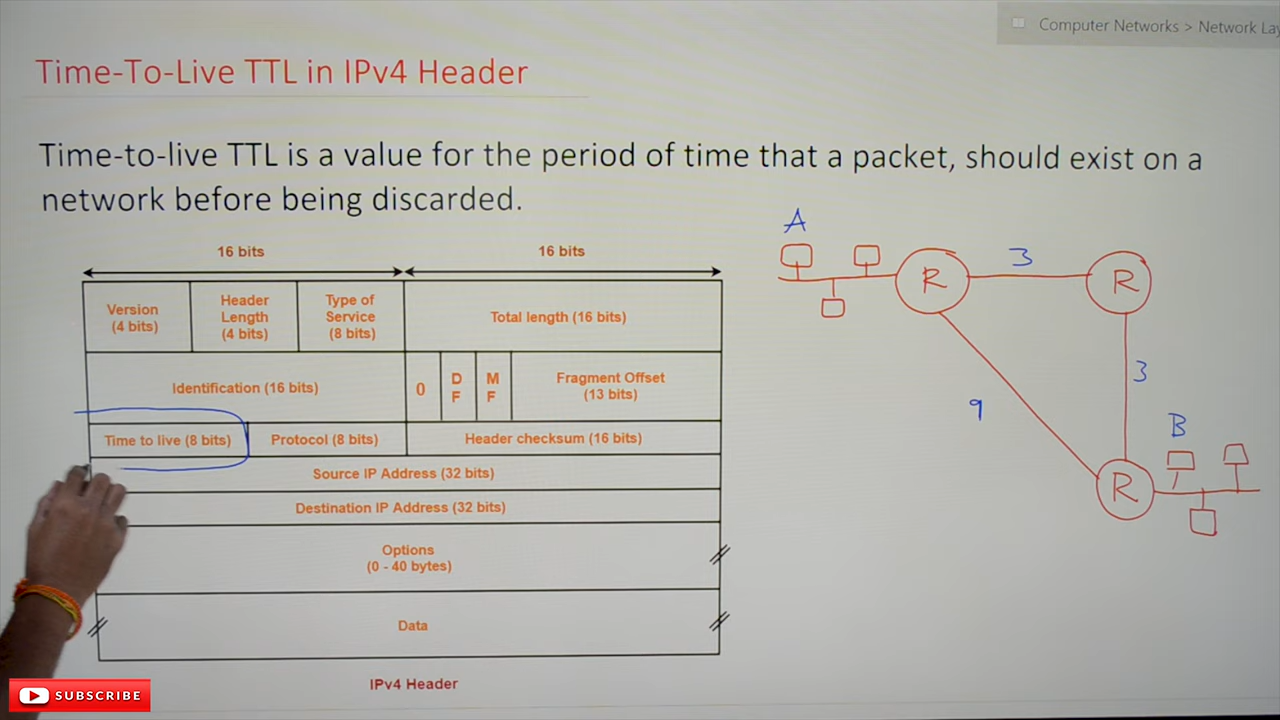 Computer Networks > Network Lay
Time-To-Live TTL in IPv4 Header
Time-to-live TTL is a value for the period of time that a packet, should exist on a
network before being discarded.
16 bits 16 bits
Version
(4 bits)
Header
Length
(4 bits)
Type of
Service
(8 bits)
Total length (16 bits)
Identification (16 bits)
0
D
F
M
F
Fragment Offset
(13 bits)
Time to live (8 bits)
Protocol (8 bits)
Header checksum (16 bits)
Source IP Address (32 bits)
Destination IP Address (32 bits)
Options
(0 - 40 bytes)
Data
IPv4 Header
A
R
3
R
3
9
B
R
SUBSCRIBE